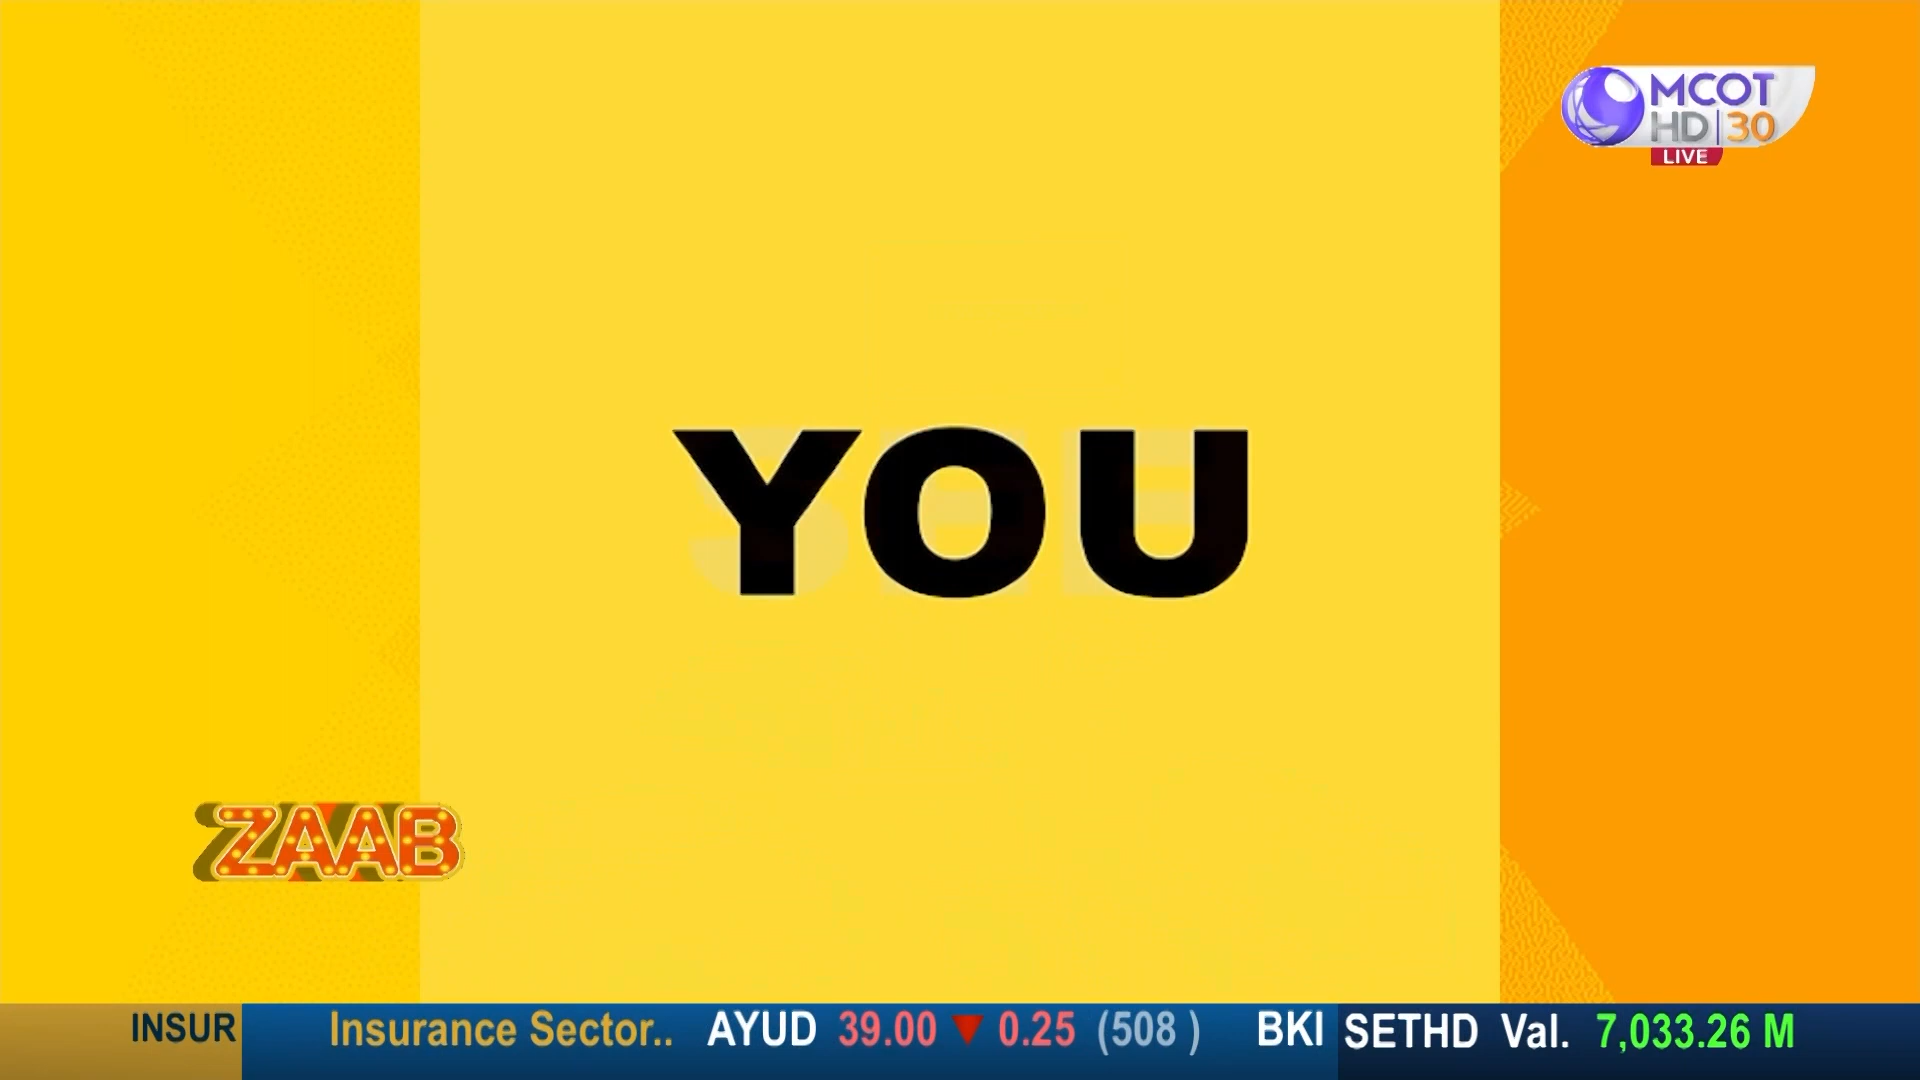 MCOT
HD|30
LIVE
YOU
ZAAB
INSUR Insurance Sector.. AYUD 39.00 ▼ 0.25 (508 ) BKI SETHD Val. 7,033.26 M